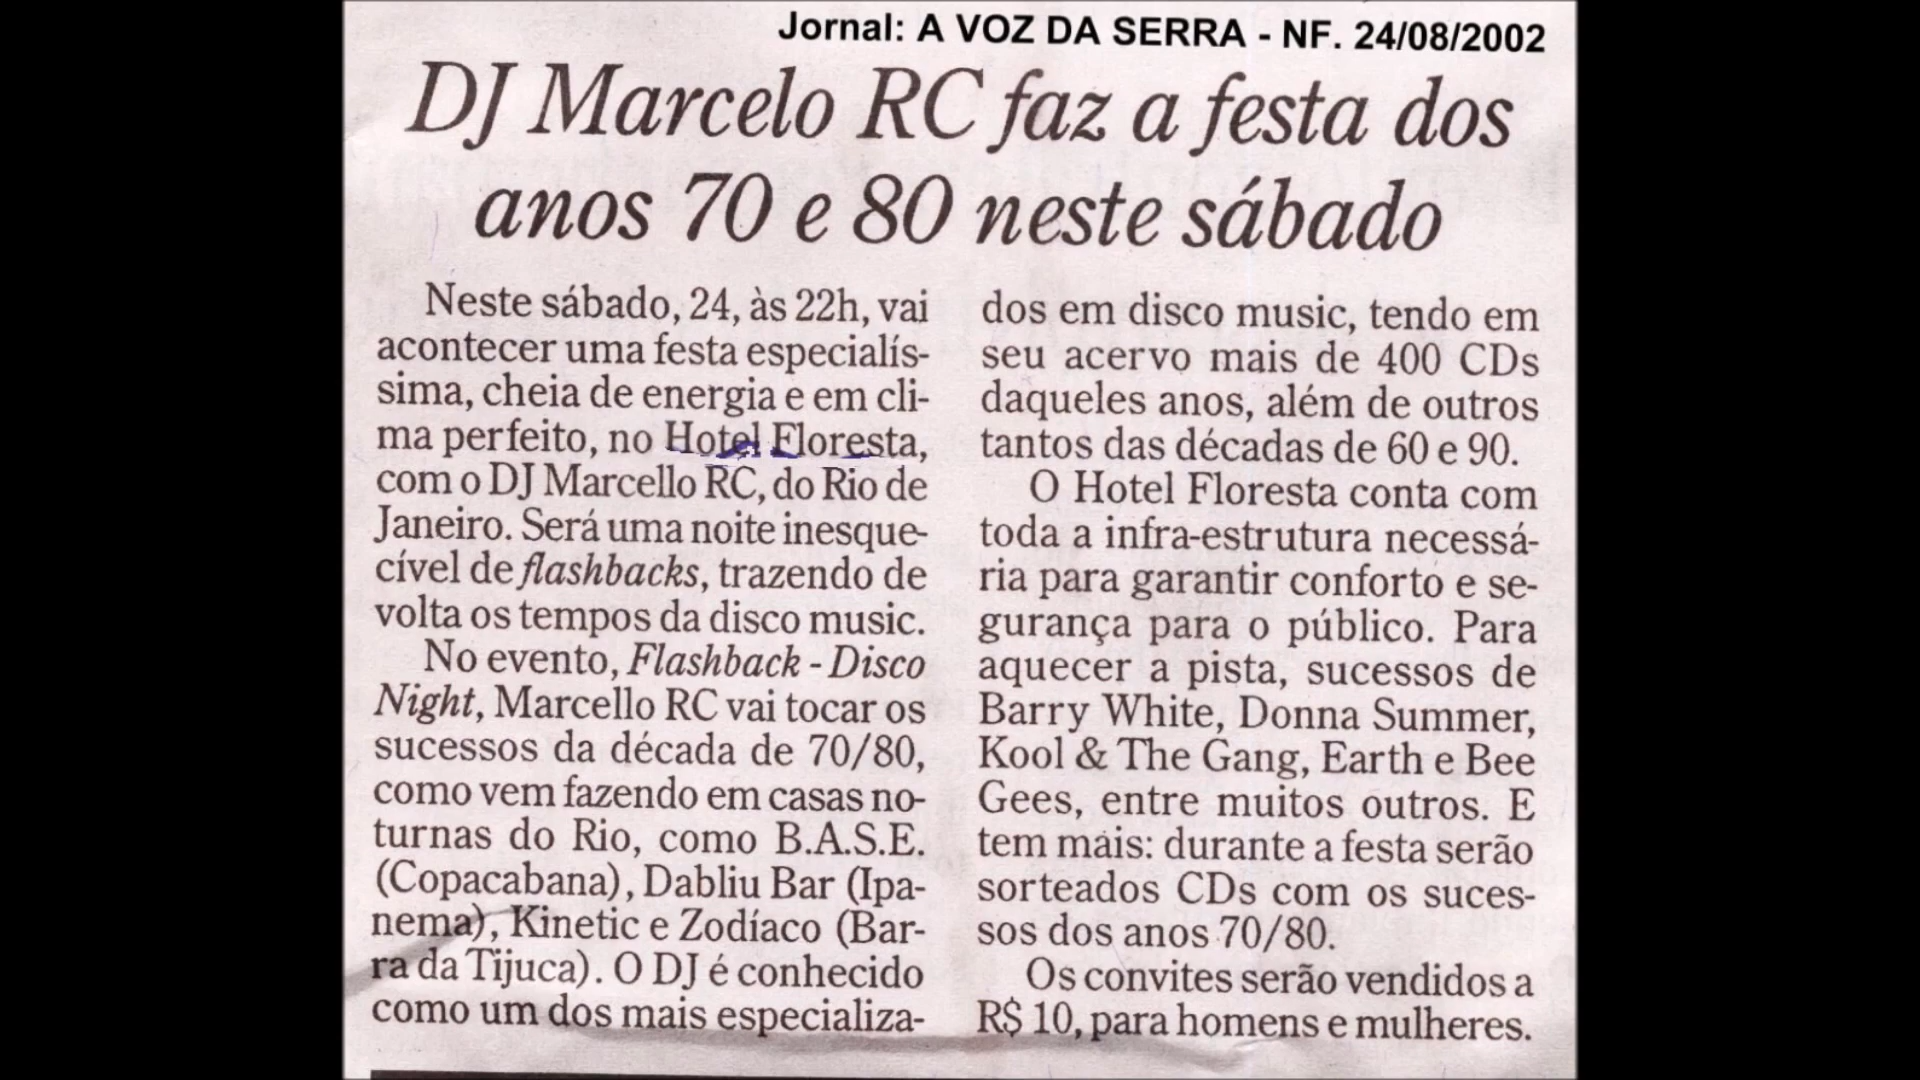 Jornal: A VOZ DA SERRA - NF. 24/08/2002
DJ Marcelo RC faz a festa dos
anos 70 e 80 neste sábado
Neste sábado, 24, às 22h, vai
acontecer uma festa especialís-
sima, cheia de energia e em cli-
ma perfeito, no Hotel Floresta,
com o DJ Marcello RC, do Rio de
Janeiro. Será uma noite inesque-
cível de flashbacks, trazendo de
volta os tempos da disco music.
No evento, Flashback - Disco
Night, Marcello RC vai tocar os
sucessos da década de 70/80,
como vem fazendo em casas no-
turnas do Rio, como B.A.S.E.
(Copacabana), Dabliu Bar (Ipa-
nema), Kinetic e Zodíaco (Bar-
ra da Tijuca). O DJ é conhecido
como um dos mais especializa-
dos em disco music, tendo em
seu acervo mais de 400 CDs
daqueles anos, além de outros
tantos das décadas de 60 e 90.
O Hotel Floresta conta com
toda a infra-estrutura necessá-
ria para garantir conforto e se-
gurança para o público. Para
aquecer a pista, sucessos de
Barry White, Donna Summer,
Kool & The Gang, Earth e Bee
Gees, entre muitos outros. E
tem mais: durante a festa serão
sorteados CDs com os suces-
sos dos anos 70/80.
Os convites serão vendidos a
R$ 10, para homens e mulheres.